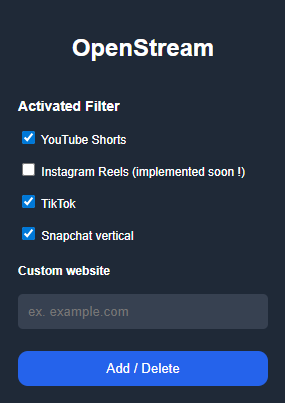 OpenStream
Activated Filter
YouTube Shorts
Instagram Reels (implemented soon !)
TikTok
Snapchat vertical
Custom website
ex. example.com
Add / Delete